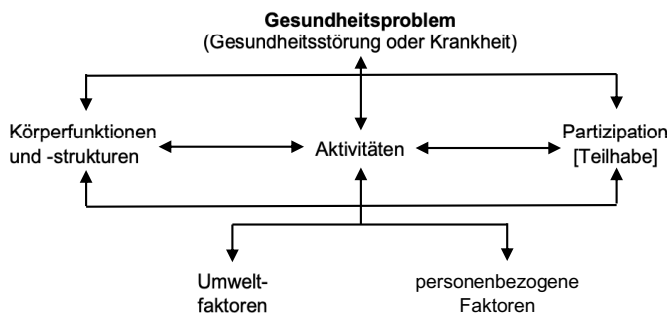 Gesundheitsproblem
(Gesundheitsstörung oder Krankheit)
Körperfunktionen
und -strukturen
Aktivitäten
Partizipation
[Teilhabe]
Umwelt-
faktoren
personenbezogene
Faktoren